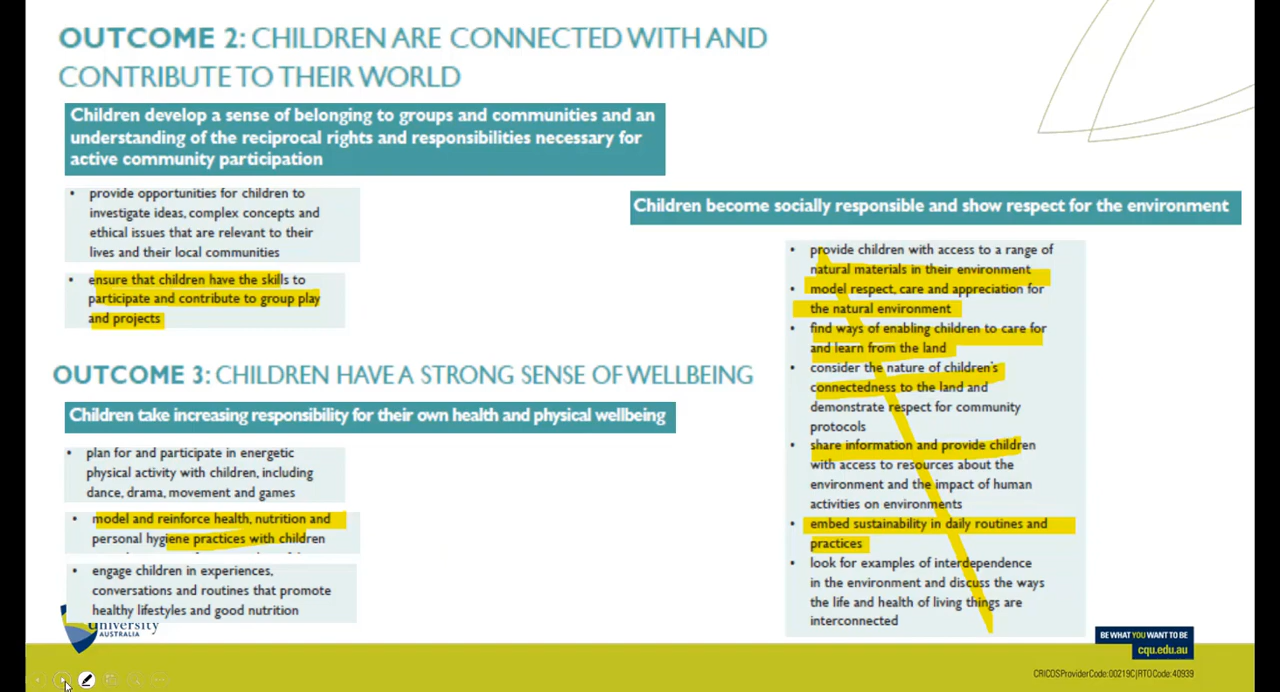 OUTCOME 2: CHILDREN ARE CONNECTED WITH AND
CONTRIBUTE TO THEIR WORLD
Children develop a sense of belonging to groups and communities and an
understanding of the reciprocal rights and responsibilities necessary for
active community participation
• provide opportunities for children to
investigate ideas, complex concepts and
ethical issues that are relevant to their
lives and their local communities
• ensure that children have the skills to
participate and contribute to group play
and projects
OUTCOME 3: CHILDREN HAVE A STRONG SENSE OF WELLBEING
Children take increasing responsibility for their own health and physical wellbeing
• plan for and participate in energetic
physical activity with children, including
dance, drama, movement and games
• model and reinforce health, nutrition and
personal hygiene practices with children
• engage children in experiences,
conversations and routines that promote
healthy lifestyles and good nutrition
Children become socially responsible and show respect for the environment
• provide children with access to a range of
natural materials in their environment
• model respect, care and appreciation for
the natural environment
• find ways of enabling children to care for
and learn from the land
• consider the nature of children's
connectedness to the land and
demonstrate respect for community
protocols
• share information and provide children
with access to resources about the
environment and the impact of human
activities on environments
• embed sustainability in daily routines and
practices
• look for examples of interdependence
in the environment and discuss the ways
the life and health of living things are
interconnected
University
AUSTRALIA
BE WHAT YOU WANT TO BE
cqu.edu.au
CRICOS Provider Code: 00219C | RTO Code: 40939